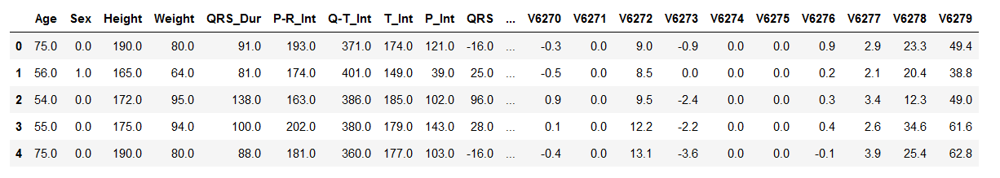 Age Sex Height Weight QRS_Dur P-R_Int Q-T_Int T_Int P_Int QRS ... V6270 V6271 V6272 V6273 V6274 V6275 V6276 V6277 V6278 V6279
0 75.0 0.0 190.0 80.0 91.0 193.0 371.0 174.0 121.0 -16.0 ... -0.3 0.0 9.0 -0.9 0.0 0.0 0.9 2.9 23.3 49.4
1 56.0 1.0 165.0 64.0 81.0 174.0 401.0 149.0 39.0 25.0 ... -0.5 0.0 8.5 0.0 0.0 0.0 0.2 2.1 20.4 38.8
2 54.0 0.0 172.0 95.0 138.0 163.0 386.0 185.0 102.0 96.0 ... 0.9 0.0 9.5 -2.4 0.0 0.0 0.3 3.4 12.3 49.0
3 55.0 0.0 175.0 94.0 100.0 202.0 380.0 179.0 143.0 28.0 ... 0.1 0.0 12.2 -2.2 0.0 0.0 0.4 2.6 34.6 61.6
4 75.0 0.0 190.0 80.0 88.0 181.0 360.0 177.0 103.0 -16.0 ... -0.4 0.0 13.1 -3.6 0.0 0.0 -0.1 3.9 25.4 62.8